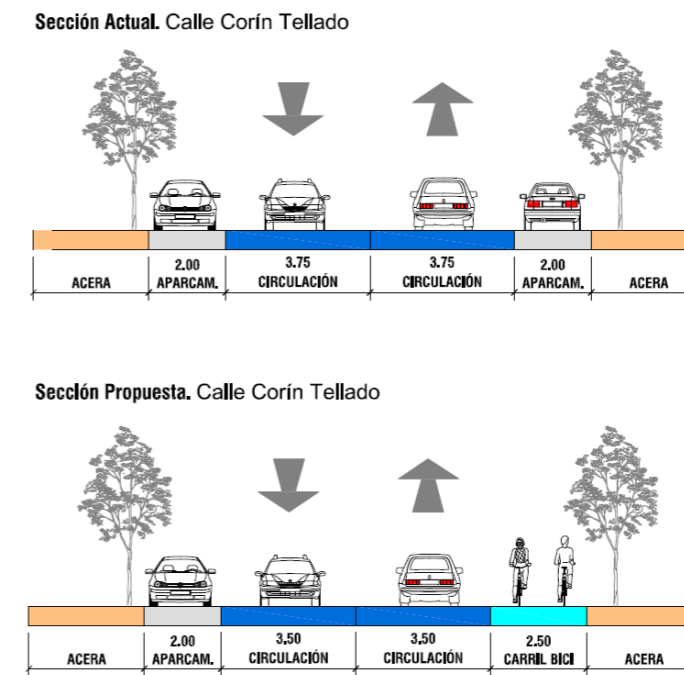 Sección Actual. Calle Corín Tellado
2.00 3.75 3.75 2.00
ACERA APARCAM. CIRCULACIÓN CIRCULACIÓN APARCAM. ACERA
Sección Propuesta. Calle Corín Tellado
2.00 3.50 3.50 2.50
ACERA APARCAM. CIRCULACIÓN CIRCULACIÓN CARRIL BICI ACERA